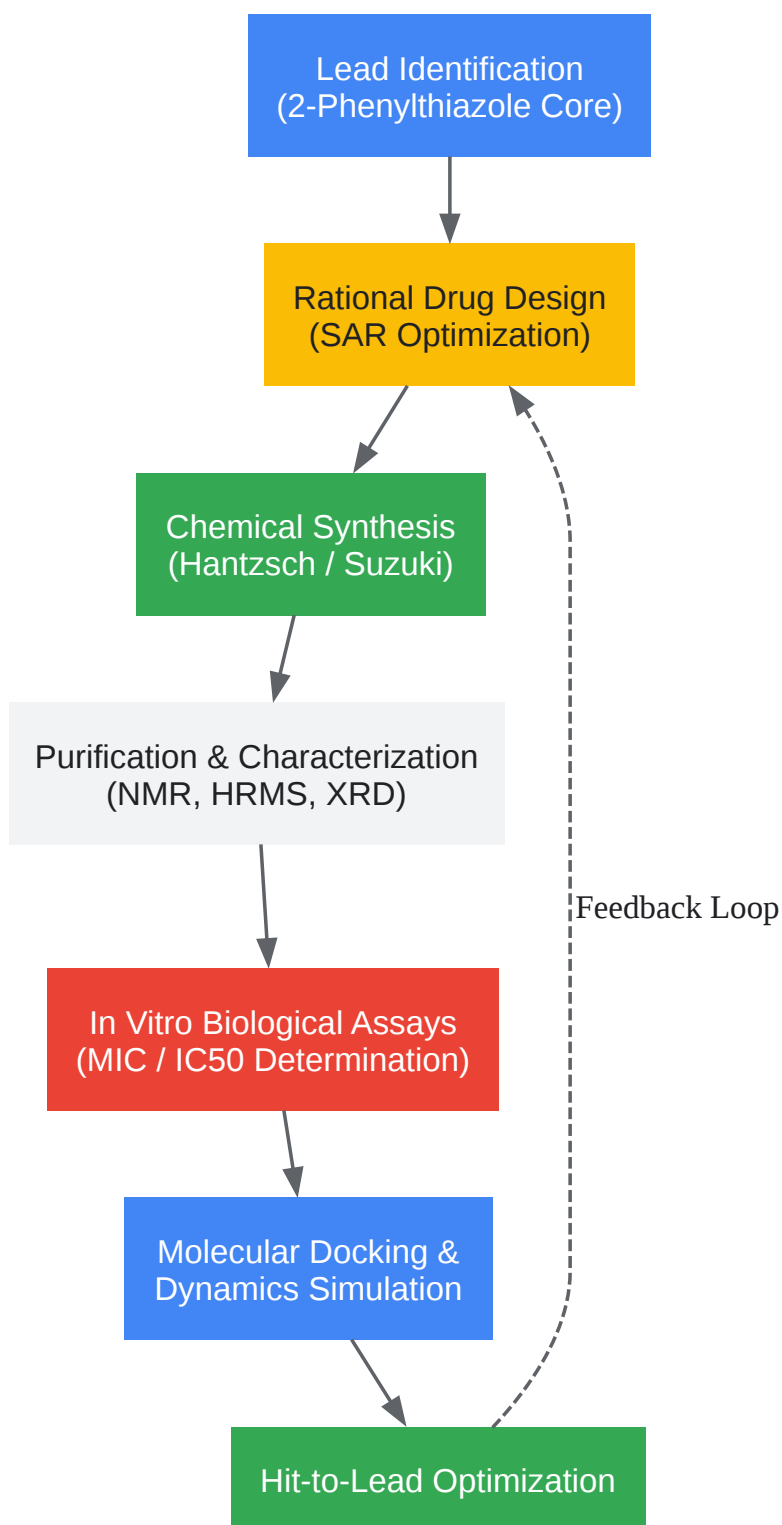 Lead Identification
(2-Phenylthiazole Core)
Rational Drug Design
(SAR Optimization)
Chemical Synthesis
(Hantzsch / Suzuki)
Purification & Characterization
(NMR, HRMS, XRD)
Feedback Loop
In Vitro Biological Assays
(MIC / IC50 Determination)
Molecular Docking &
Dynamics Simulation
Hit-to-Lead Optimization